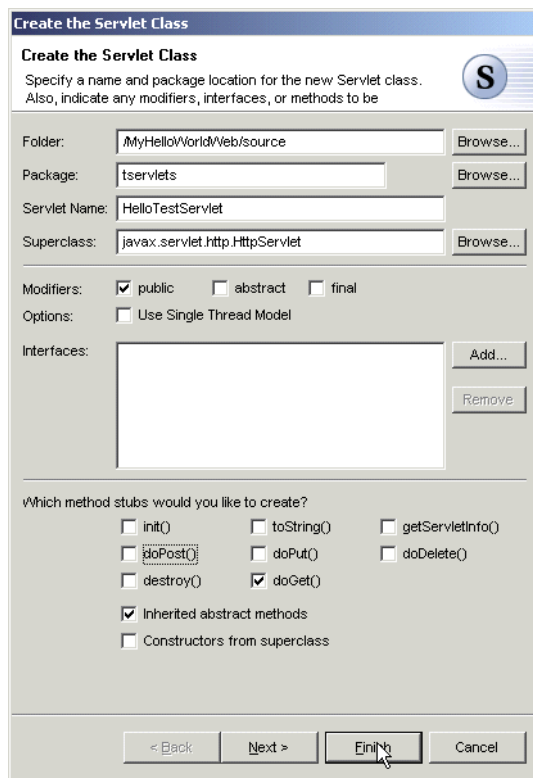 Create the Servlet Class
Create the Servlet Class
Specify a name and package location for the new Servlet class.
Also, indicate any modifiers, interfaces, or methods to be
S
Folder: /MyHelloWorldWeb/source Browse...
Package: tservlets Browse...
Servlet Name: HelloTestServlet
Superclass: javax.servlet.http.HttpServlet Browse...
Modifiers: public abstract final
Options: Use Single Thread Model
Interfaces: Add...
Remove
Which method stubs would you like to create?
init() toString() getServletInfo()
doPost() doPut() doDelete()
destroy() doGet()
Inherited abstract methods
Constructors from superclass
< Back Next > Finish Cancel